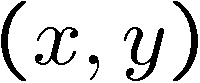 (x, y)